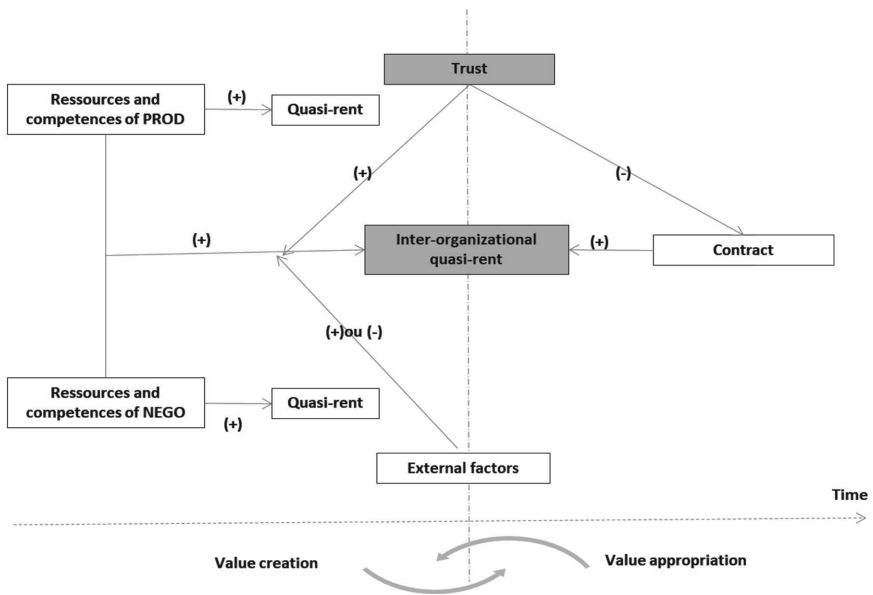 Trust
Ressources and
competences of PROD
(+)
Quasi-rent
(+)
(-)
(+)
Inter-organizational
quasi-rent
(+)
Contract
(+)ou (-)
Ressources and
competences of NEGO
(+)
Quasi-rent
External factors
Time
Value creation
Value appropriation